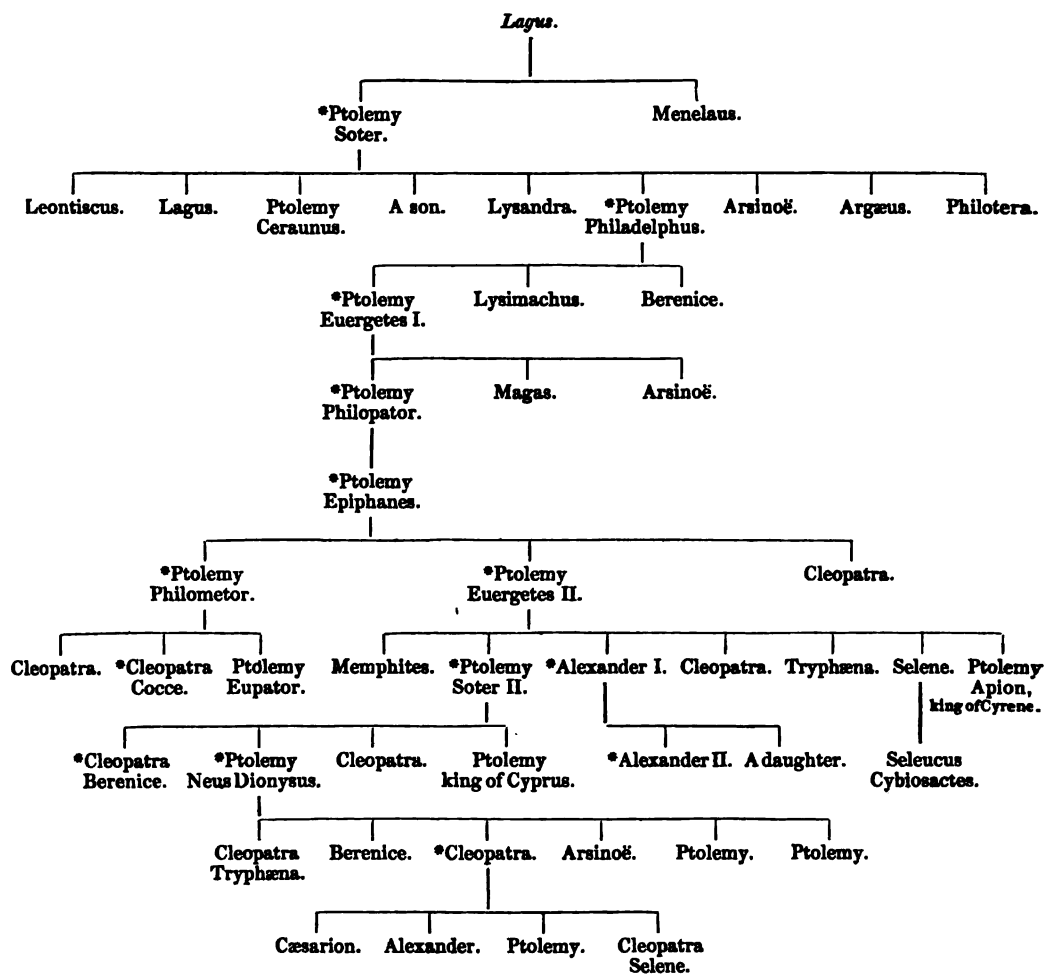 Lagus.
*Ptolemy
Soter.
Menelaus.
Leontiscus.
Lagus.
Ptolemy
Ceraunus.
A son.
Lysandra.
*Ptolemy
Philadelphus.
Arsinoë.
Argæus.
Philotera.
*Ptolemy
Euergetes I.
Lysimachus.
Berenice.
*Ptolemy
Philopator.
Magas.
Arsinoë.
*Ptolemy
Epiphanes.
*Ptolemy
Philometor.
*Ptolemy
Euergetes II.
Cleopatra.
Cleopatra.
*Cleopatra
Cocce.
Ptolemy
Eupator.
Memphites.
*Ptolemy
Soter II.
*Alexander I.
Cleopatra.
Tryphæna.
Selene.
Ptolemy
Apion,
king of Cyrene.
*Cleopatra
Berenice.
*Ptolemy
Neus Dionysus.
Cleopatra.
Ptolemy
king of Cyprus.
*Alexander II.
A daughter.
Seleucus
Cybiosactes.
Cleopatra
Tryphæna.
Berenice.
*Cleopatra.
Arsinoë.
Ptolemy.
Ptolemy.
Cæsarion.
Alexander.
Ptolemy.
Cleopatra
Selene.